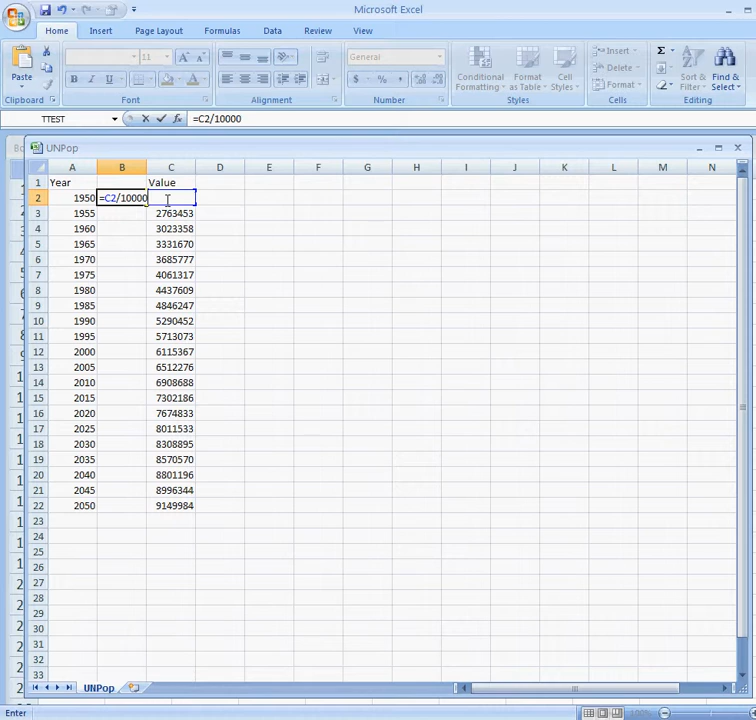 Microsoft Excel
Home Insert Page Layout Formulas Data Review View
Paste
11
General
Conditional Formatting
Format as Table
Cell Styles
Insert
Delete
Format
Sort & Filter
Find & Select
Clipboard Font Alignment Number Styles Cells Editing
TTEST =C2/10000
UNPop
A B C D E F G H I J K L M N
1 Year Value
2 1950 =C2/10000
3 1955 2763453
4 1960 3023358
5 1965 3331670
6 1970 3685777
7 1975 4061317
8 1980 4437609
9 1985 4846247
10 1990 5290452
11 1995 5713073
12 2000 6115367
13 2005 6512276
14 2010 6908688
15 2015 7302186
16 2020 7674833
17 2025 8011533
18 2030 8308895
19 2035 8570570
20 2040 8801196
21 2045 8996344
22 2050 9149984
23
24
25
26
27
28
29
30
31
32
33
UNPop
Enter 100%